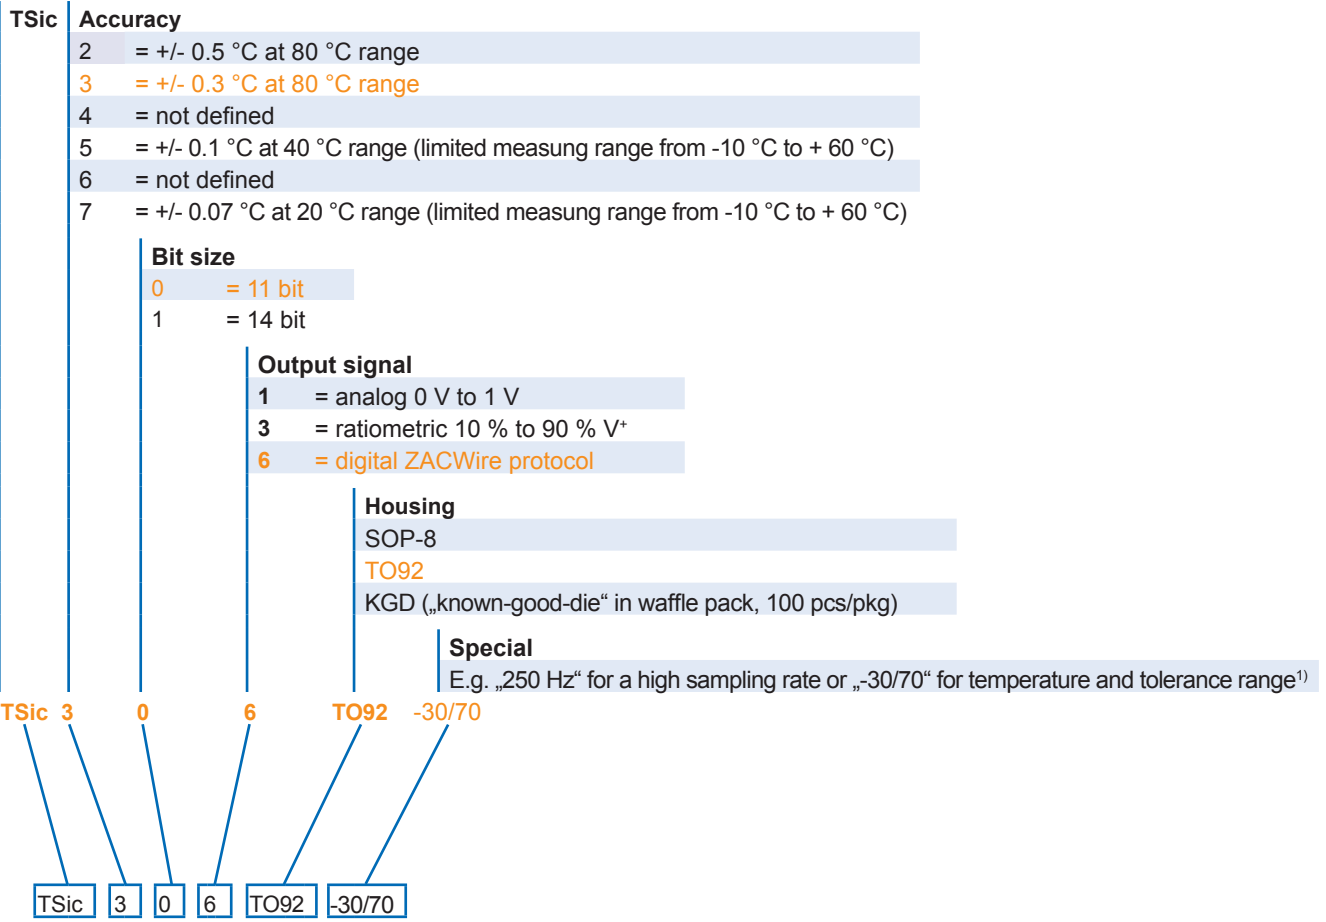 TSic Accuracy
2 = +/- 0.5 °C at 80 °C range
3 = +/- 0.3 °C at 80 °C range
4 = not defined
5 = +/- 0.1 °C at 40 °C range (limited measung range from -10 °C to + 60 °C)
6 = not defined
7 = +/- 0.07 °C at 20 °C range (limited measung range from -10 °C to + 60 °C)
Bit size
0 = 11 bit
1 = 14 bit
Output signal
1 = analog 0 V to 1 V
3 = ratiometric 10 % to 90 % V⁺
6 = digital ZACWire protocol
Housing
SOP-8
TO92
KGD („known-good-die“ in waffle pack, 100 pcs/pkg)
Special
E.g. „250 Hz“ for a high sampling rate or „-30/70“ for temperature and tolerance range¹⁾
TSic 3 0 6 TO92 -30/70
TSic 3 0 6 TO92 -30/70